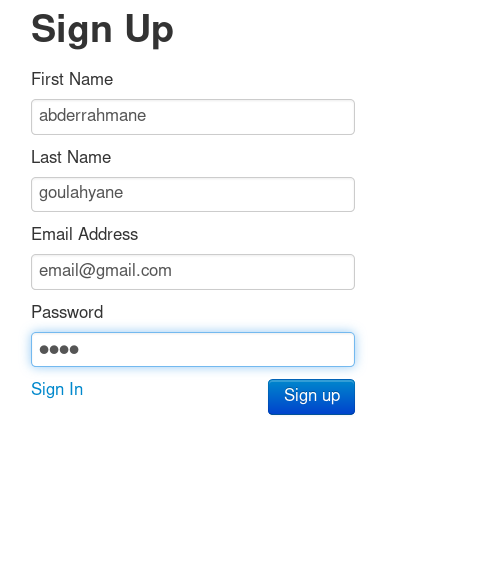 Sign Up
First Name
abderrahmane
Last Name
goulahyane
Email Address
email@gmail.com
Password
●●●●
Sign In Sign up